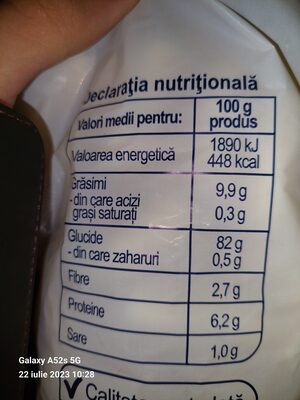 Declarația nutrițională
Valori medii pentru: 100 g produs
Valoarea energetică 1890 kJ
448 kcal
Grăsimi 9,9 g
- din care acizi
grași saturați 0,3 g
Glucide 82 g
- din care zaharuri 0,5 g
Fibre 2,7 g
Proteine 6,2 g
Sare 1,0 g
Galaxy A52s 5G
22 iulie 2023 10:28